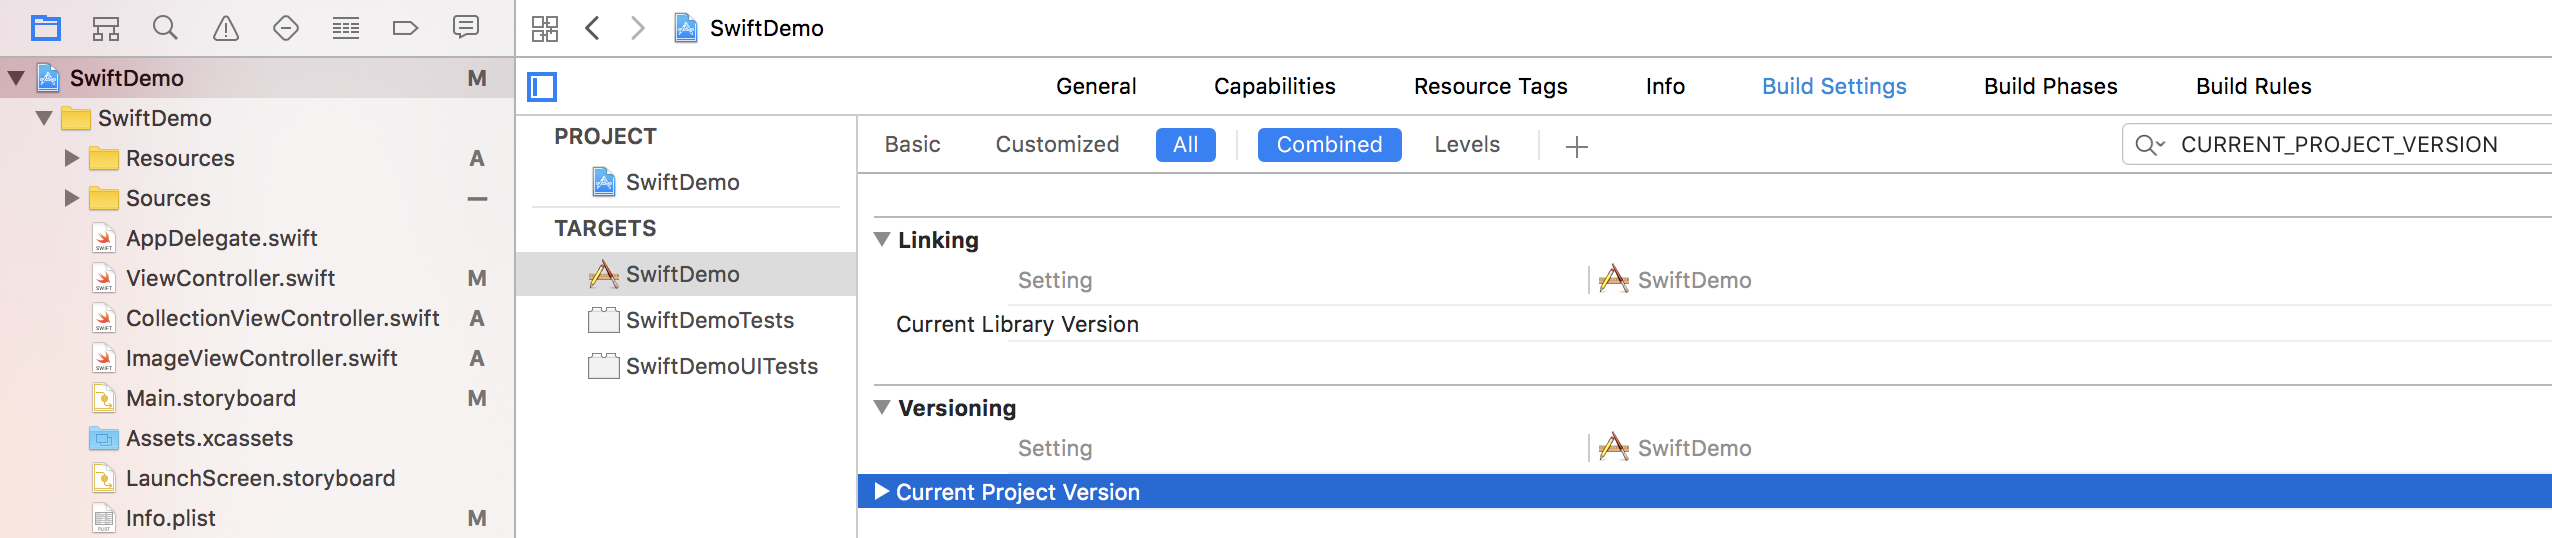 SwiftDemo
SwiftDemo M
General Capabilities Resource Tags Info Build Settings Build Phases Build Rules
SwiftDemo
Resources A
Sources —
AppDelegate.swift
ViewController.swift M
CollectionViewController.swift A
ImageViewController.swift A
Main.storyboard M
Assets.xcassets
LaunchScreen.storyboard
Info.plist M
PROJECT
SwiftDemo
TARGETS
SwiftDemo
SwiftDemoTests
SwiftDemoUITests
Basic Customized All Combined Levels CURRENT_PROJECT_VERSION
Linking
Setting SwiftDemo
Current Library Version
Versioning
Setting SwiftDemo
Current Project Version